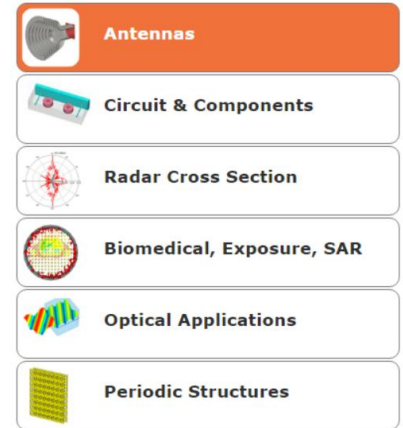 Antennas
Circuit & Components
Radar Cross Section
Biomedical, Exposure, SAR
Optical Applications
Periodic Structures